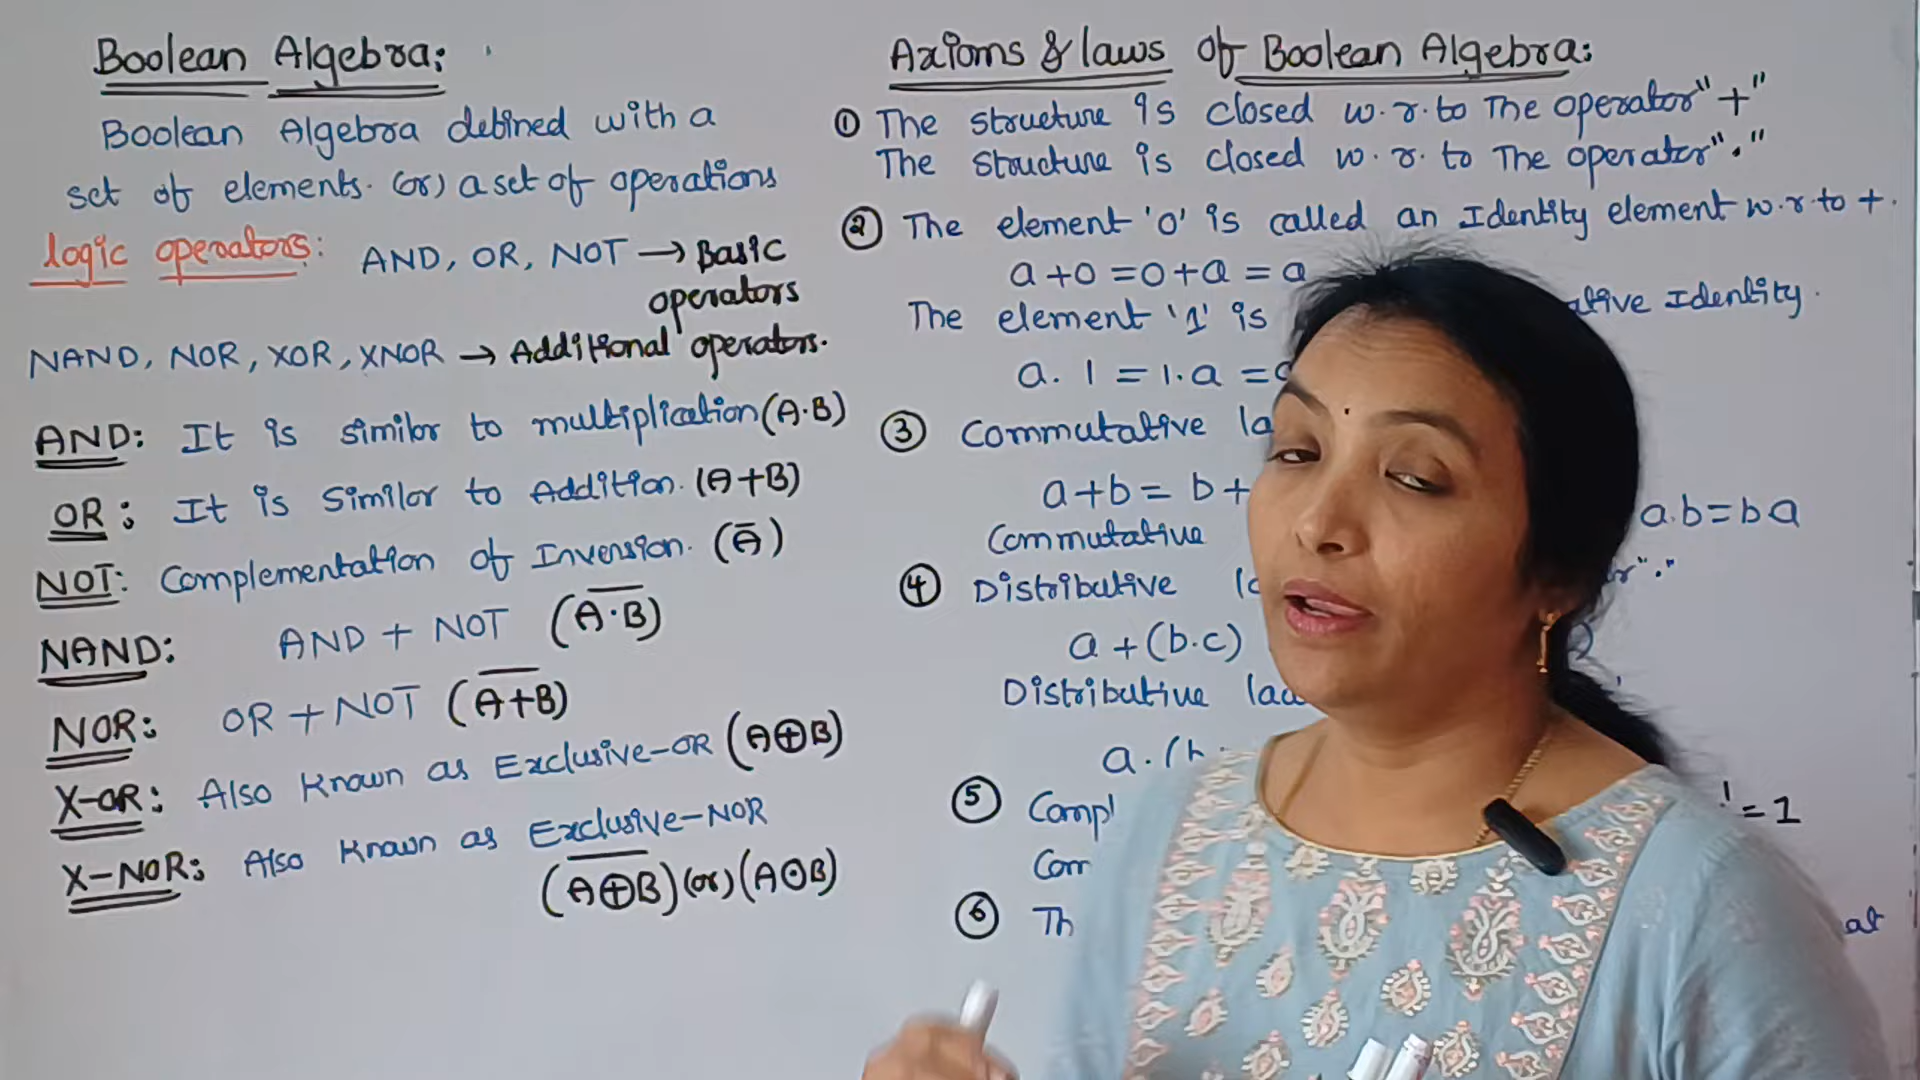 Boolean Algebra:
Boolean Algebra defined with a
set of elements. (or) a set of operations
logic operators: AND, OR, NOT → Basic
operators
NAND, NOR, XOR, XNOR → Additional operators.
AND: It is similar to multiplication (A·B)
OR: It is similar to Addition. (A+B)
NOT: Complementation of Inversion. (A̅)
NAND: AND + NOT (A̅·̅B̅)
NOR: OR + NOT (A̅+̅B̅)
X-OR: Also known as Exclusive-OR (A⊕B)
X-NOR: Also known as Exclusive-NOR
(A̅⊕̅B̅) (or) (A⊙B)
Axioms & laws of Boolean Algebra:
① The structure is closed w.r.to The operator "+"
The structure is closed w.r.to The operator "."
② The element '0' is called an Identity element w.r.to +.
a+0 = 0+a = a
The element '1' is Identity.
a.1 = 1.a =
③ Commutative
a+b = b+
Commutative a.b = ba
④ Distributive "."
a + (b.c)
Distributive
a.(
⑤ = 1
⑥